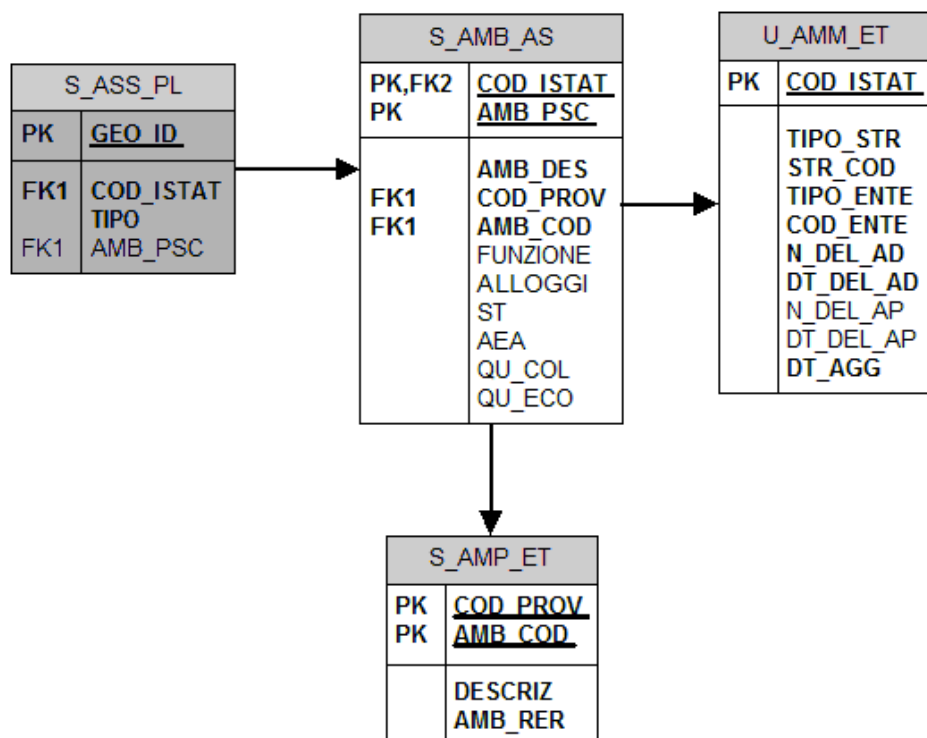 S_ASS_PL
PK GEO_ID
FK1 COD_ISTAT
TIPO
FK1 AMB_PSC
S_AMB_AS
PK,FK2 COD_ISTAT
PK AMB_PSC
AMB_DES
FK1 COD_PROV
FK1 AMB_COD
FUNZIONE
ALLOGGI
ST
AEA
QU_COL
QU_ECO
U_AMM_ET
PK COD_ISTAT
TIPO_STR
STR_COD
TIPO_ENTE
COD_ENTE
N_DEL_AD
DT_DEL_AD
N_DEL_AP
DT_DEL_AP
DT_AGG
S_AMP_ET
PK COD_PROV
PK AMB_COD
DESCRIZ
AMB_RER